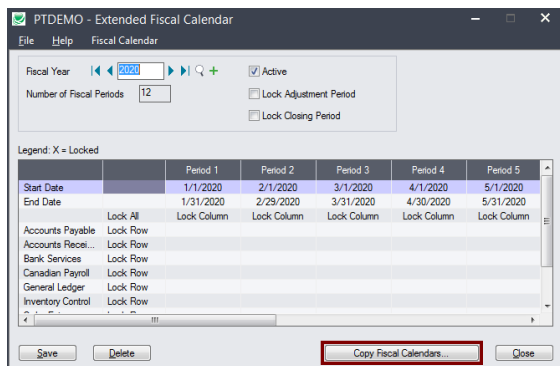 PTDEMO - Extended Fiscal Calendar
File Help Fiscal Calendar
Fiscal Year 2020 Active
Number of Fiscal Periods 12 Lock Adjustment Period
Lock Closing Period
Legend: X = Locked
Period 1 Period 2 Period 3 Period 4 Period 5
Start Date 1/1/2020 2/1/2020 3/1/2020 4/1/2020 5/1/2020
End Date 1/31/2020 2/29/2020 3/31/2020 4/30/2020 5/31/2020
Lock All Lock Column Lock Column Lock Column Lock Column Lock Column
Accounts Payable Lock Row
Accounts Recei... Lock Row
Bank Services Lock Row
Canadian Payroll Lock Row
General Ledger Lock Row
Inventory Control Lock Row
Save Delete Copy Fiscal Calendars... Close